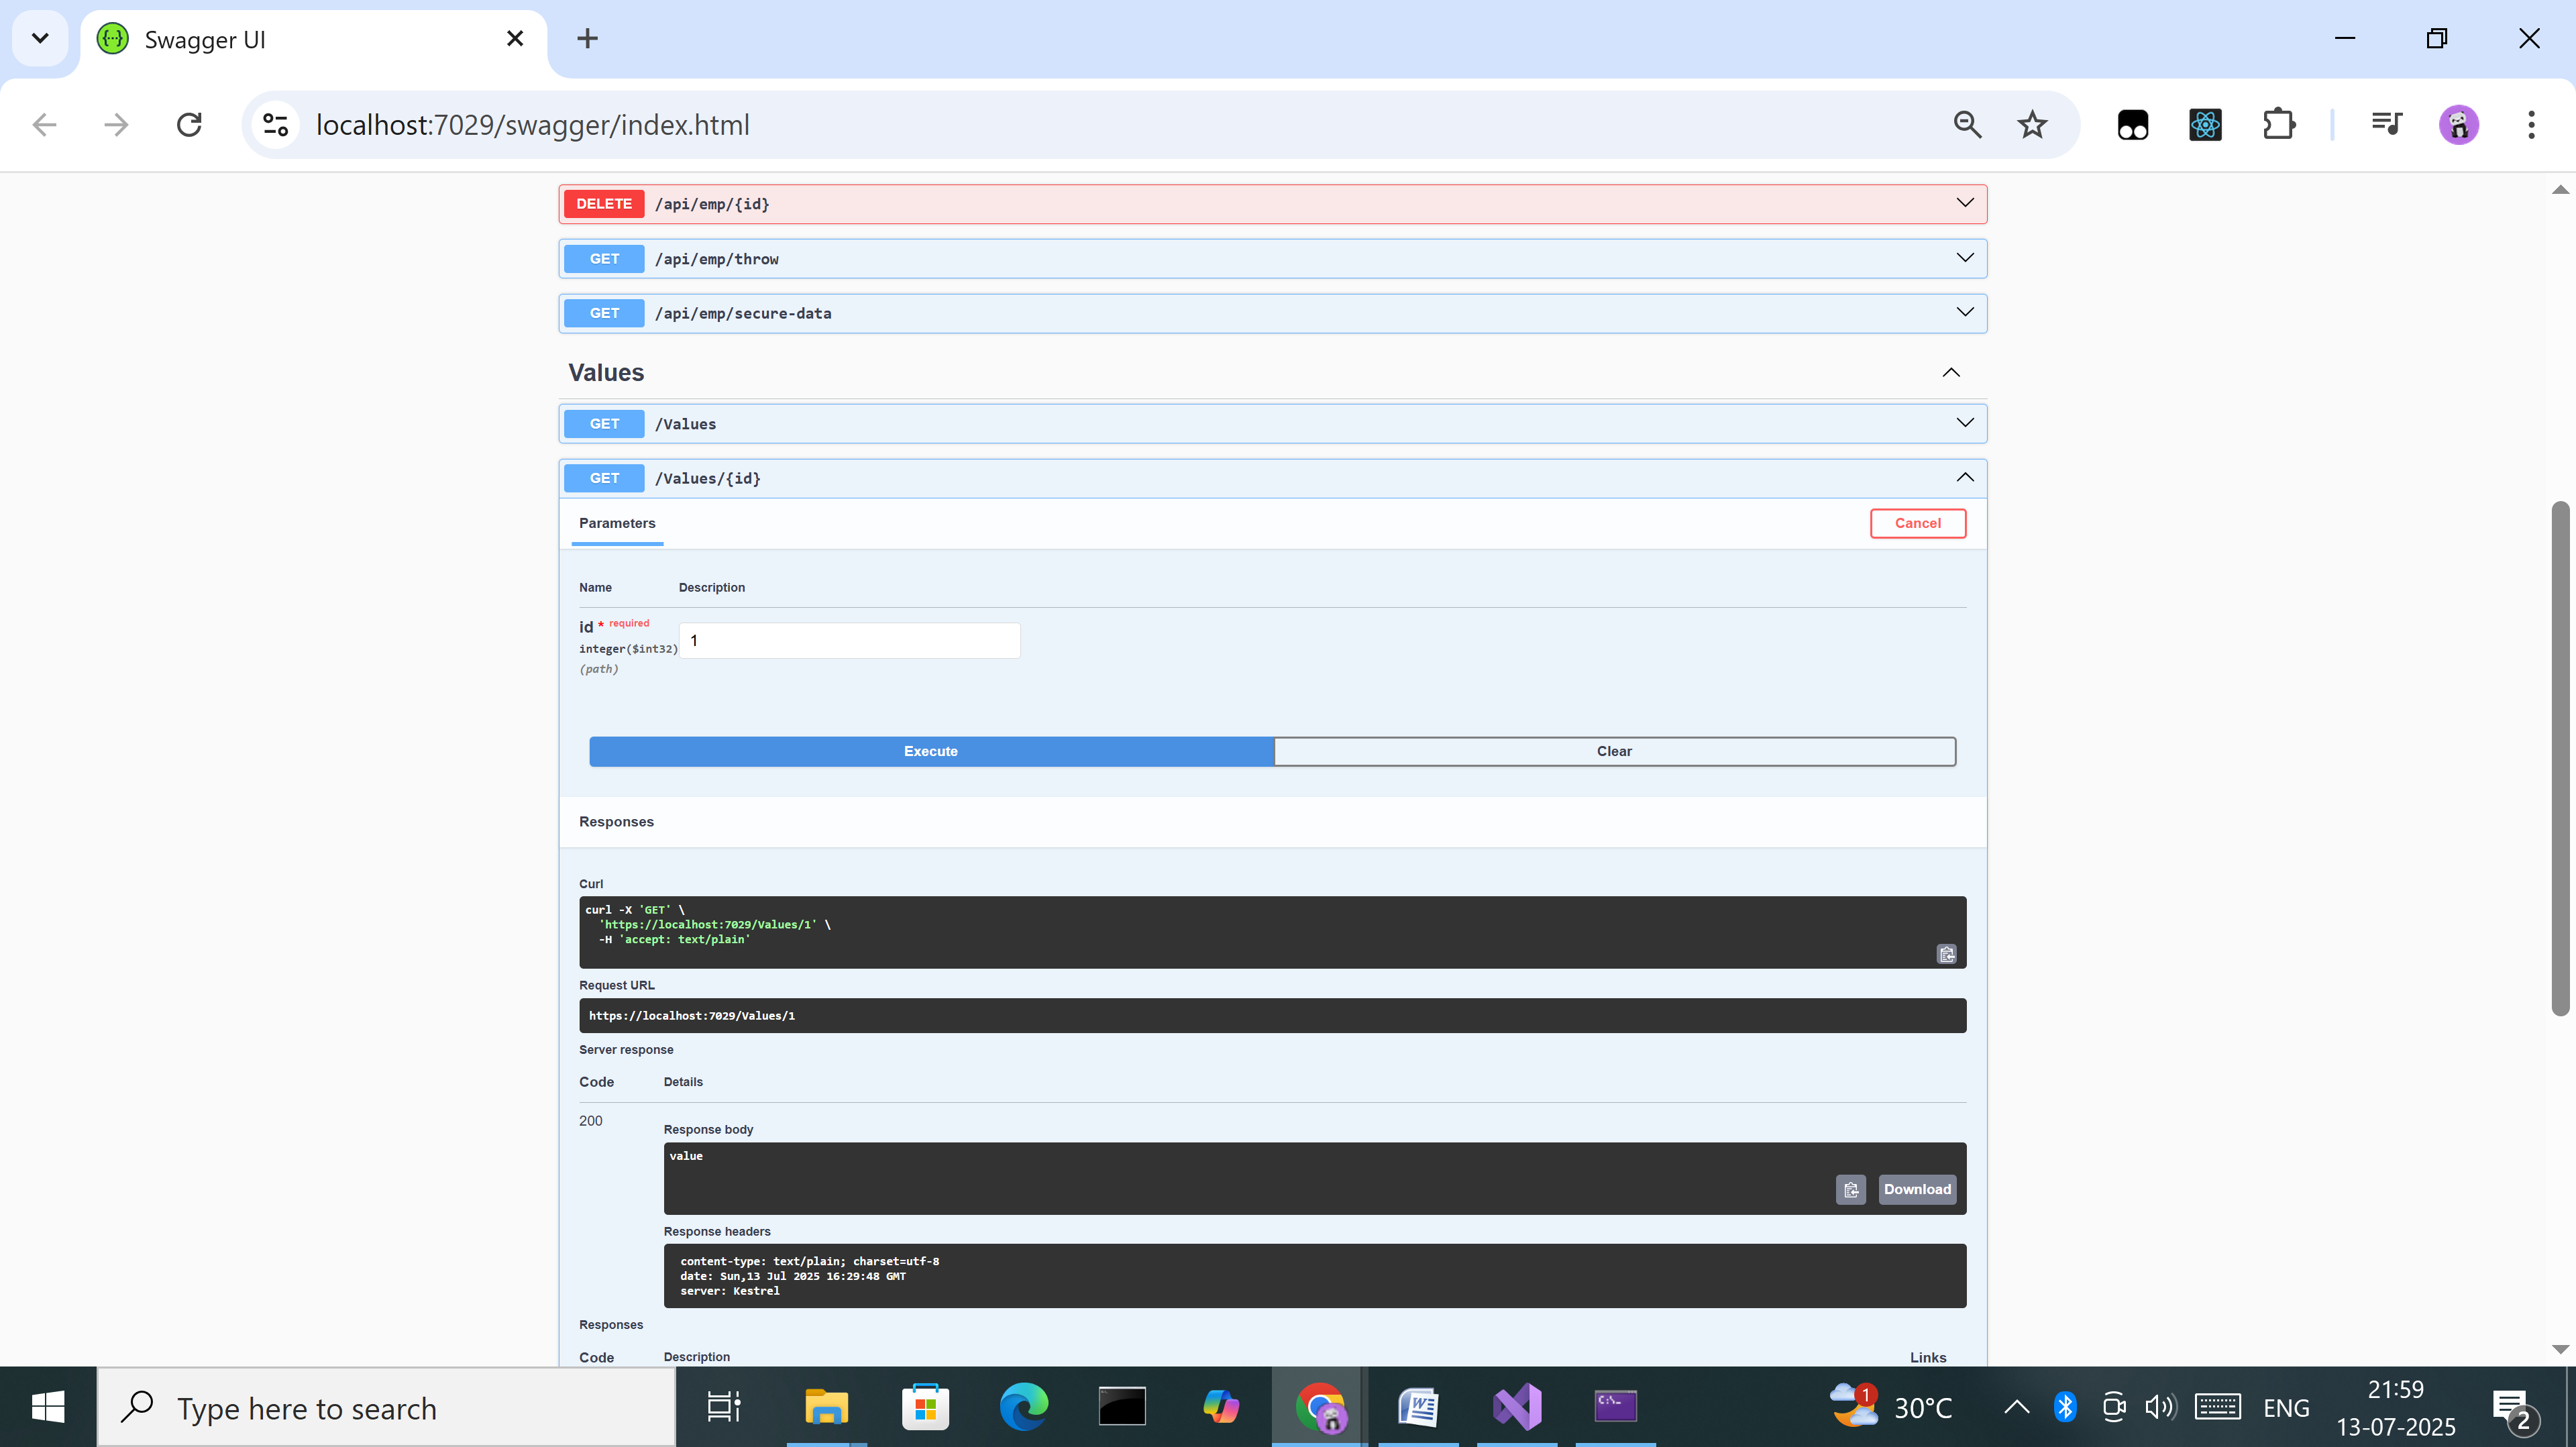 Swagger UI
localhost:7029/swagger/index.html
DELETE /api/emp/{id}
GET /api/emp/throw
GET /api/emp/secure-data
Values
GET /Values
GET /Values/{id}
Parameters
Cancel
Name Description
id * required
integer($int32)
(path)
1
Execute Clear
Responses
Curl
curl -X 'GET' \
'https://localhost:7029/Values/1' \
-H 'accept: text/plain'
Request URL
https://localhost:7029/Values/1
Server response
Code Details
200
Response body
value
Download
Response headers
content-type: text/plain; charset=utf-8
date: Sun,13 Jul 2025 16:29:48 GMT
server: Kestrel
Responses
Code Description Links
Type here to search
1
30°C
ENG
21:59
13-07-2025
2